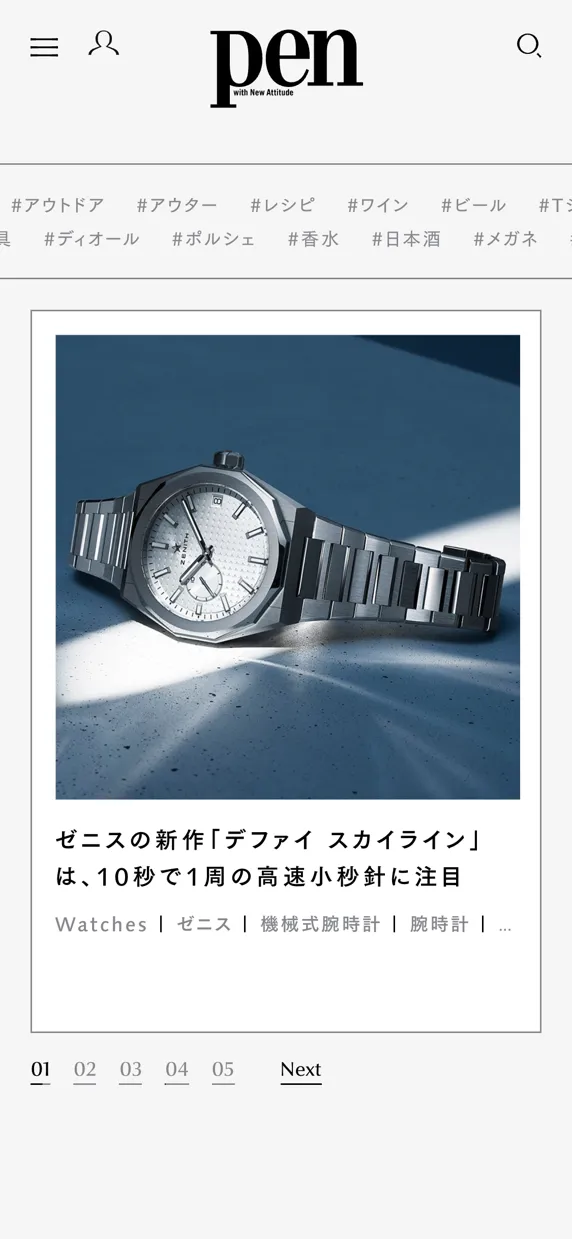 pen
with New Attitude
#アウトドア #アウター #レシピ #ワイン #ビール #Tシ
具 #ディオール #ポルシェ #香水 #日本酒 #メガネ
ZENITH
ゼニスの新作「デファイ スカイライン」
は、10秒で1周の高速小秒針に注目
Watches | ゼニス | 機械式腕時計 | 腕時計 | ...
01 02 03 04 05 Next